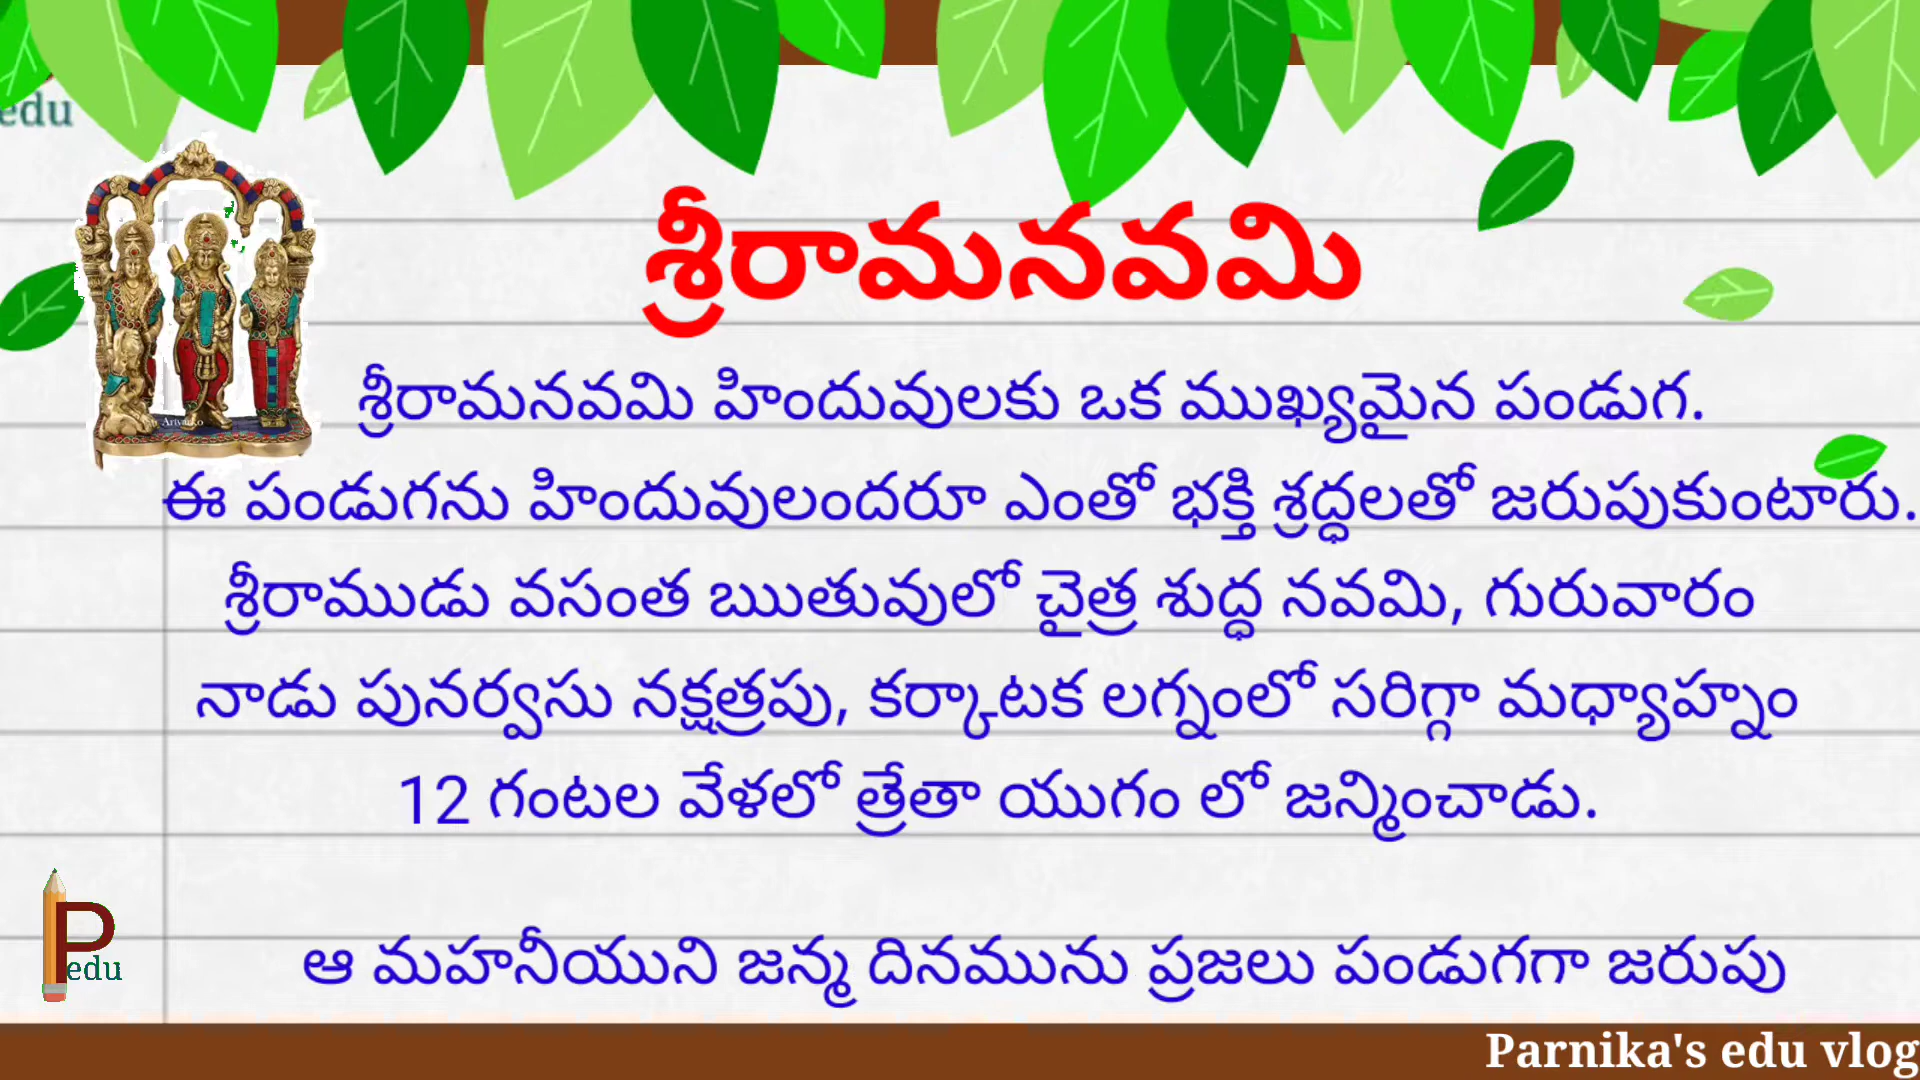 edu
శ్రీరామనవమి
శ్రీరామనవమి హిందువులకు ఒక ముఖ్యమైన పండుగ.
ఈ పండుగను హిందువులందరూ ఎంతో భక్తి శ్రద్ధలతో జరుపుకుంటారు.
శ్రీరాముడు వసంత ఋతువులో చైత్ర శుద్ధ నవమి, గురువారం
నాడు పునర్వసు నక్షత్రపు, కర్కాటక లగ్నంలో సరిగ్గా మధ్యాహ్నం
12 గంటల వేళలో త్రేతా యుగం లో జన్మించాడు.
ఆ మహనీయుని జన్మ దినమును ప్రజలు పండుగగా జరుపు
P
edu
Parnika's edu vlog